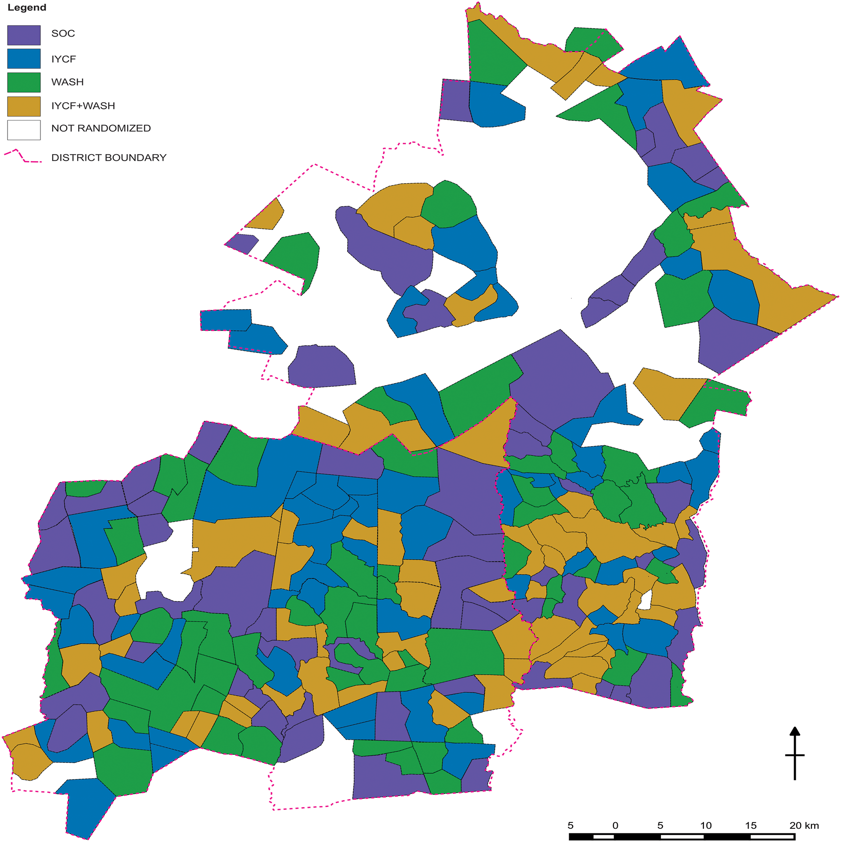 Legend
SOC
IYCF
WASH
IYCF+WASH
NOT RANDOMIZED
DISTRICT BOUNDARY
5 0 5 10 15 20 km